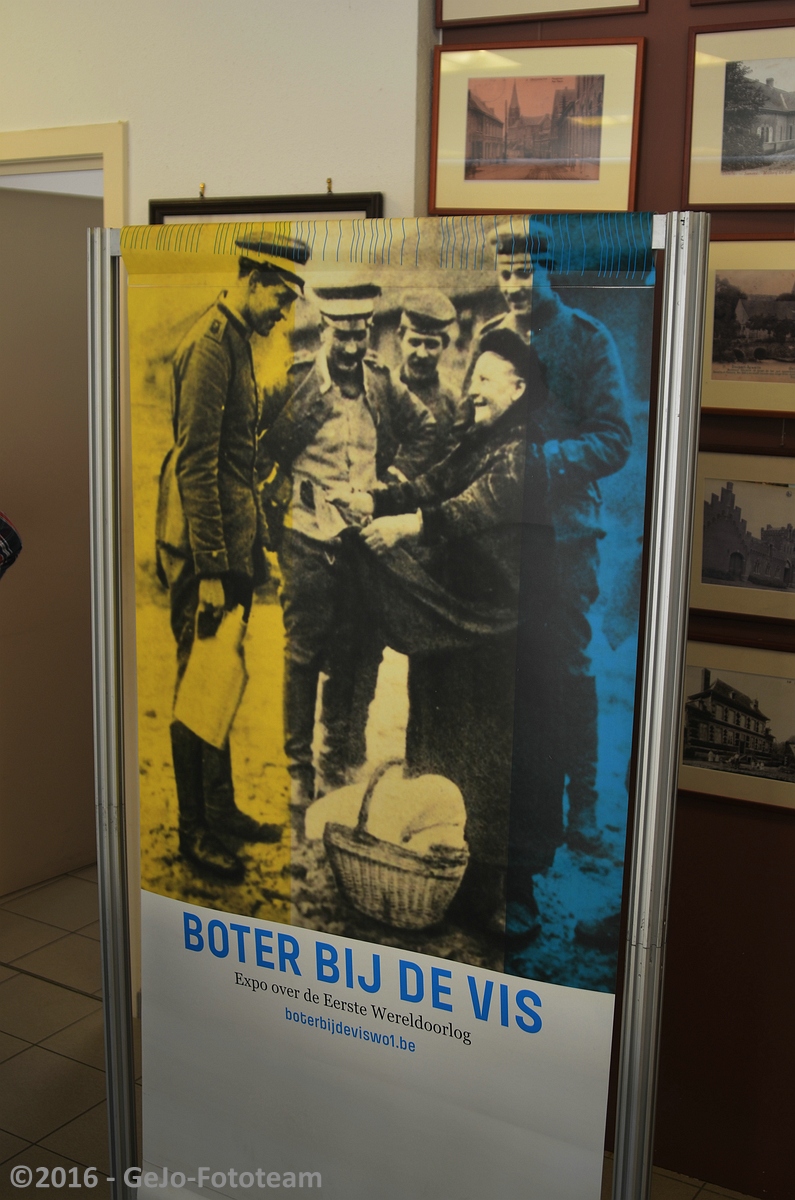 BOTER BIJ DE VIS
Expo over de Eerste Wereldoorlog
boterbijdeviswo1.be
©2016 - GeJo-Fototeam